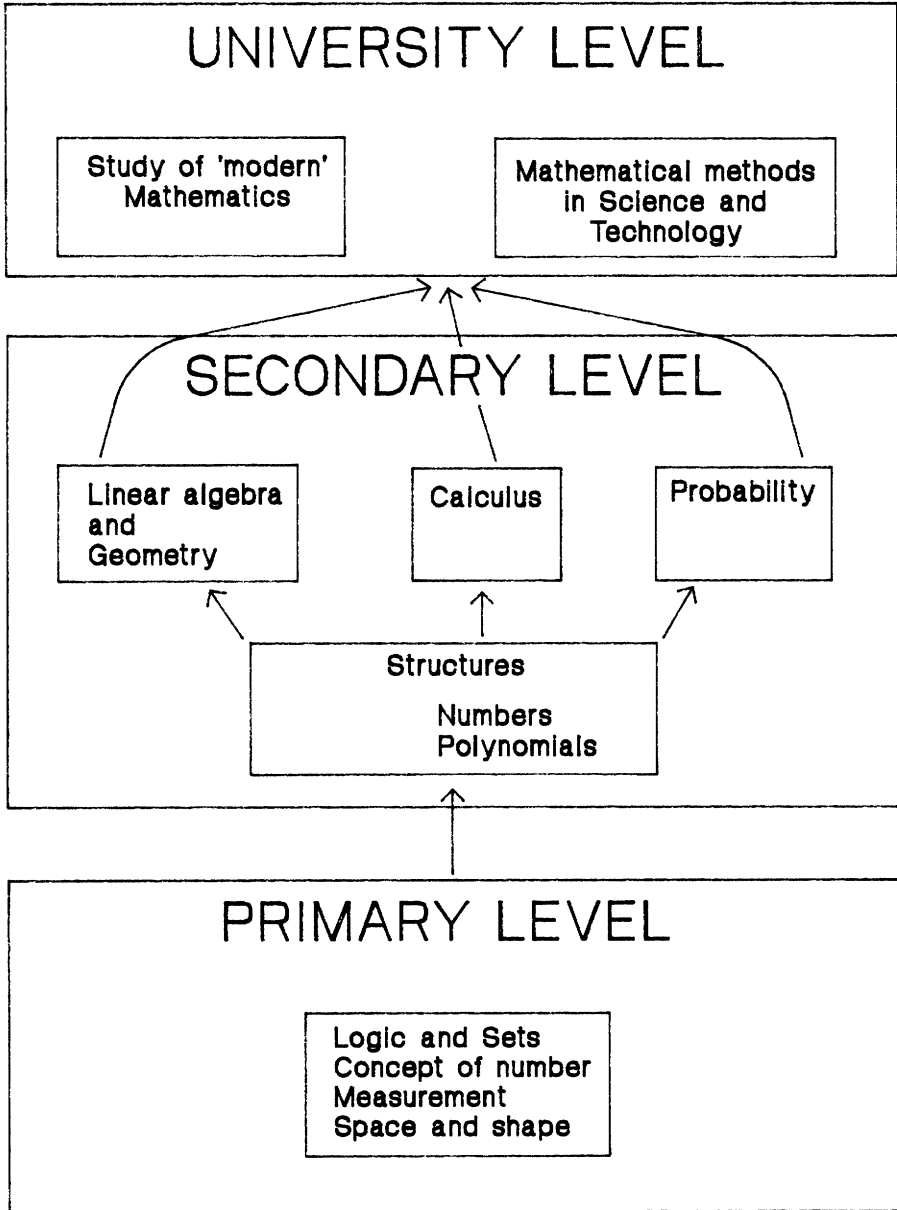 UNIVERSITY LEVEL
Study of 'modern'
Mathematics
Mathematical methods
in Science and
Technology
SECONDARY LEVEL
Linear algebra
and
Geometry
Calculus
Probability
Structures
Numbers
Polynomials
PRIMARY LEVEL
Logic and Sets
Concept of number
Measurement
Space and shape